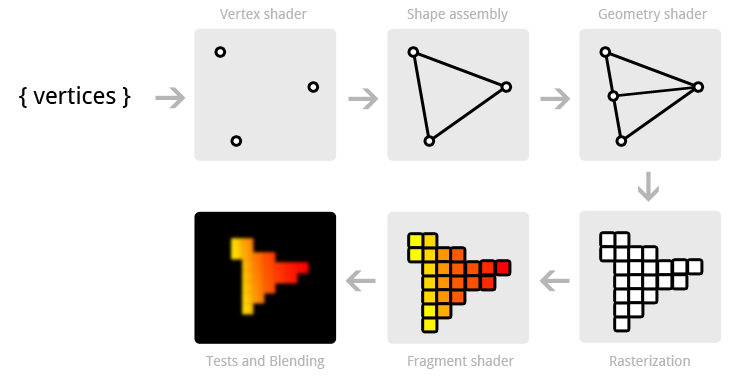 Vertex shader
Shape assembly
Geometry shader
{ vertices }
Tests and Blending
Fragment shader
Rasterization